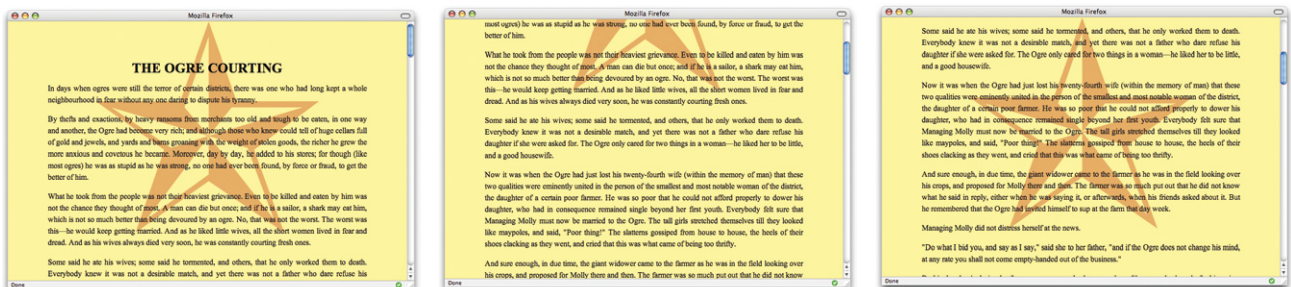 Mozilla Firefox
THE OGRE COURTING
In days when ogres were still the terror of certain districts, there was one who had long kept a whole
neighbourhood in fear without any one daring to dispute his tyranny.
By thefts and exactions, by heavy ransoms from merchants too old and tough to be eaten, in one way
and another, the Ogre had become very rich; and although those who knew could tell of huge cellars full
of gold and jewels, and yards and barns groaning with the weight of stolen goods, the richer he grew the
more anxious and covetous he became. Moreover, day by day, he added to his stores; for though (like
most ogres) he was as stupid as he was strong, no one had ever been found, by force or fraud, to get the
better of him.
What he took from the people was not their heaviest grievance. Even to be killed and eaten by him was
not the chance they thought of most. A man can die but once; and if he is a sailor, a shark may eat him,
which is not so much better than being devoured by an ogre. No, that was not the worst. The worst was
this—he would keep getting married. And as he liked little wives, all the short women lived in fear and
dread. And as his wives always died very soon, he was constantly courting fresh ones.
Some said he ate his wives; some said he tormented, and others, that he only worked them to death.
Everybody knew it was not a desirable match, and yet there was not a father who dare refuse his
Done
Mozilla Firefox
most ogres) he was as stupid as he was strong, no one had ever been found, by force or fraud, to get the
better of him.
What he took from the people was not their heaviest grievance. Even to be killed and eaten by him was
not the chance they thought of most. A man can die but once; and if he is a sailor, a shark may eat him,
which is not so much better than being devoured by an ogre. No, that was not the worst. The worst was
this—he would keep getting married. And as he liked little wives, all the short women lived in fear and
dread. And as his wives always died very soon, he was constantly courting fresh ones.
Some said he ate his wives; some said he tormented, and others, that he only worked them to death.
Everybody knew it was not a desirable match, and yet there was not a father who dare refuse his
daughter if she were asked for. The Ogre only cared for two things in a woman—he liked her to be little,
and a good housewife.
Now it was when the Ogre had just lost his twenty-fourth wife (within the memory of man) that these
two qualities were eminently united in the person of the smallest and most notable woman of the district,
the daughter of a certain poor farmer. He was so poor that he could not afford properly to dower his
daughter, who had in consequence remained single beyond her first youth. Everybody felt sure that
Managing Molly must now be married to the Ogre. The tall girls stretched themselves till they looked
like maypoles, and said, "Poor thing!" The slatterns gossiped from house to house, the heels of their
shoes clacking as they went, and cried that this was what came of being too thrifty.
And sure enough, in due time, the giant widower came to the farmer as he was in the field looking over
his crops, and proposed for Molly there and then. The farmer was so much put out that he did not know
Done
Mozilla Firefox
Some said he ate his wives; some said he tormented, and others, that he only worked them to death.
Everybody knew it was not a desirable match, and yet there was not a father who dare refuse his
daughter if she were asked for. The Ogre only cared for two things in a woman—he liked her to be little,
and a good housewife.
Now it was when the Ogre had just lost his twenty-fourth wife (within the memory of man) that these
two qualities were eminently united in the person of the smallest and most notable woman of the district,
the daughter of a certain poor farmer. He was so poor that he could not afford properly to dower his
daughter, who had in consequence remained single beyond her first youth. Everybody felt sure that
Managing Molly must now be married to the Ogre. The tall girls stretched themselves till they looked
like maypoles, and said, "Poor thing!" The slatterns gossiped from house to house, the heels of their
shoes clacking as they went, and cried that this was what came of being too thrifty.
And sure enough, in due time, the giant widower came to the farmer as he was in the field looking over
his crops, and proposed for Molly there and then. The farmer was so much put out that he did not know
what he said in reply, either when he was saying it, or afterwards, when his friends asked about it. But
he remembered that the Ogre had invited himself to sup at the farm that day week.
Managing Molly did not distress herself at the news.
"Do what I bid you, and say as I say," said she to her father, "and if the Ogre does not change his mind,
at any rate you shall not come empty-handed out of the business."
Done